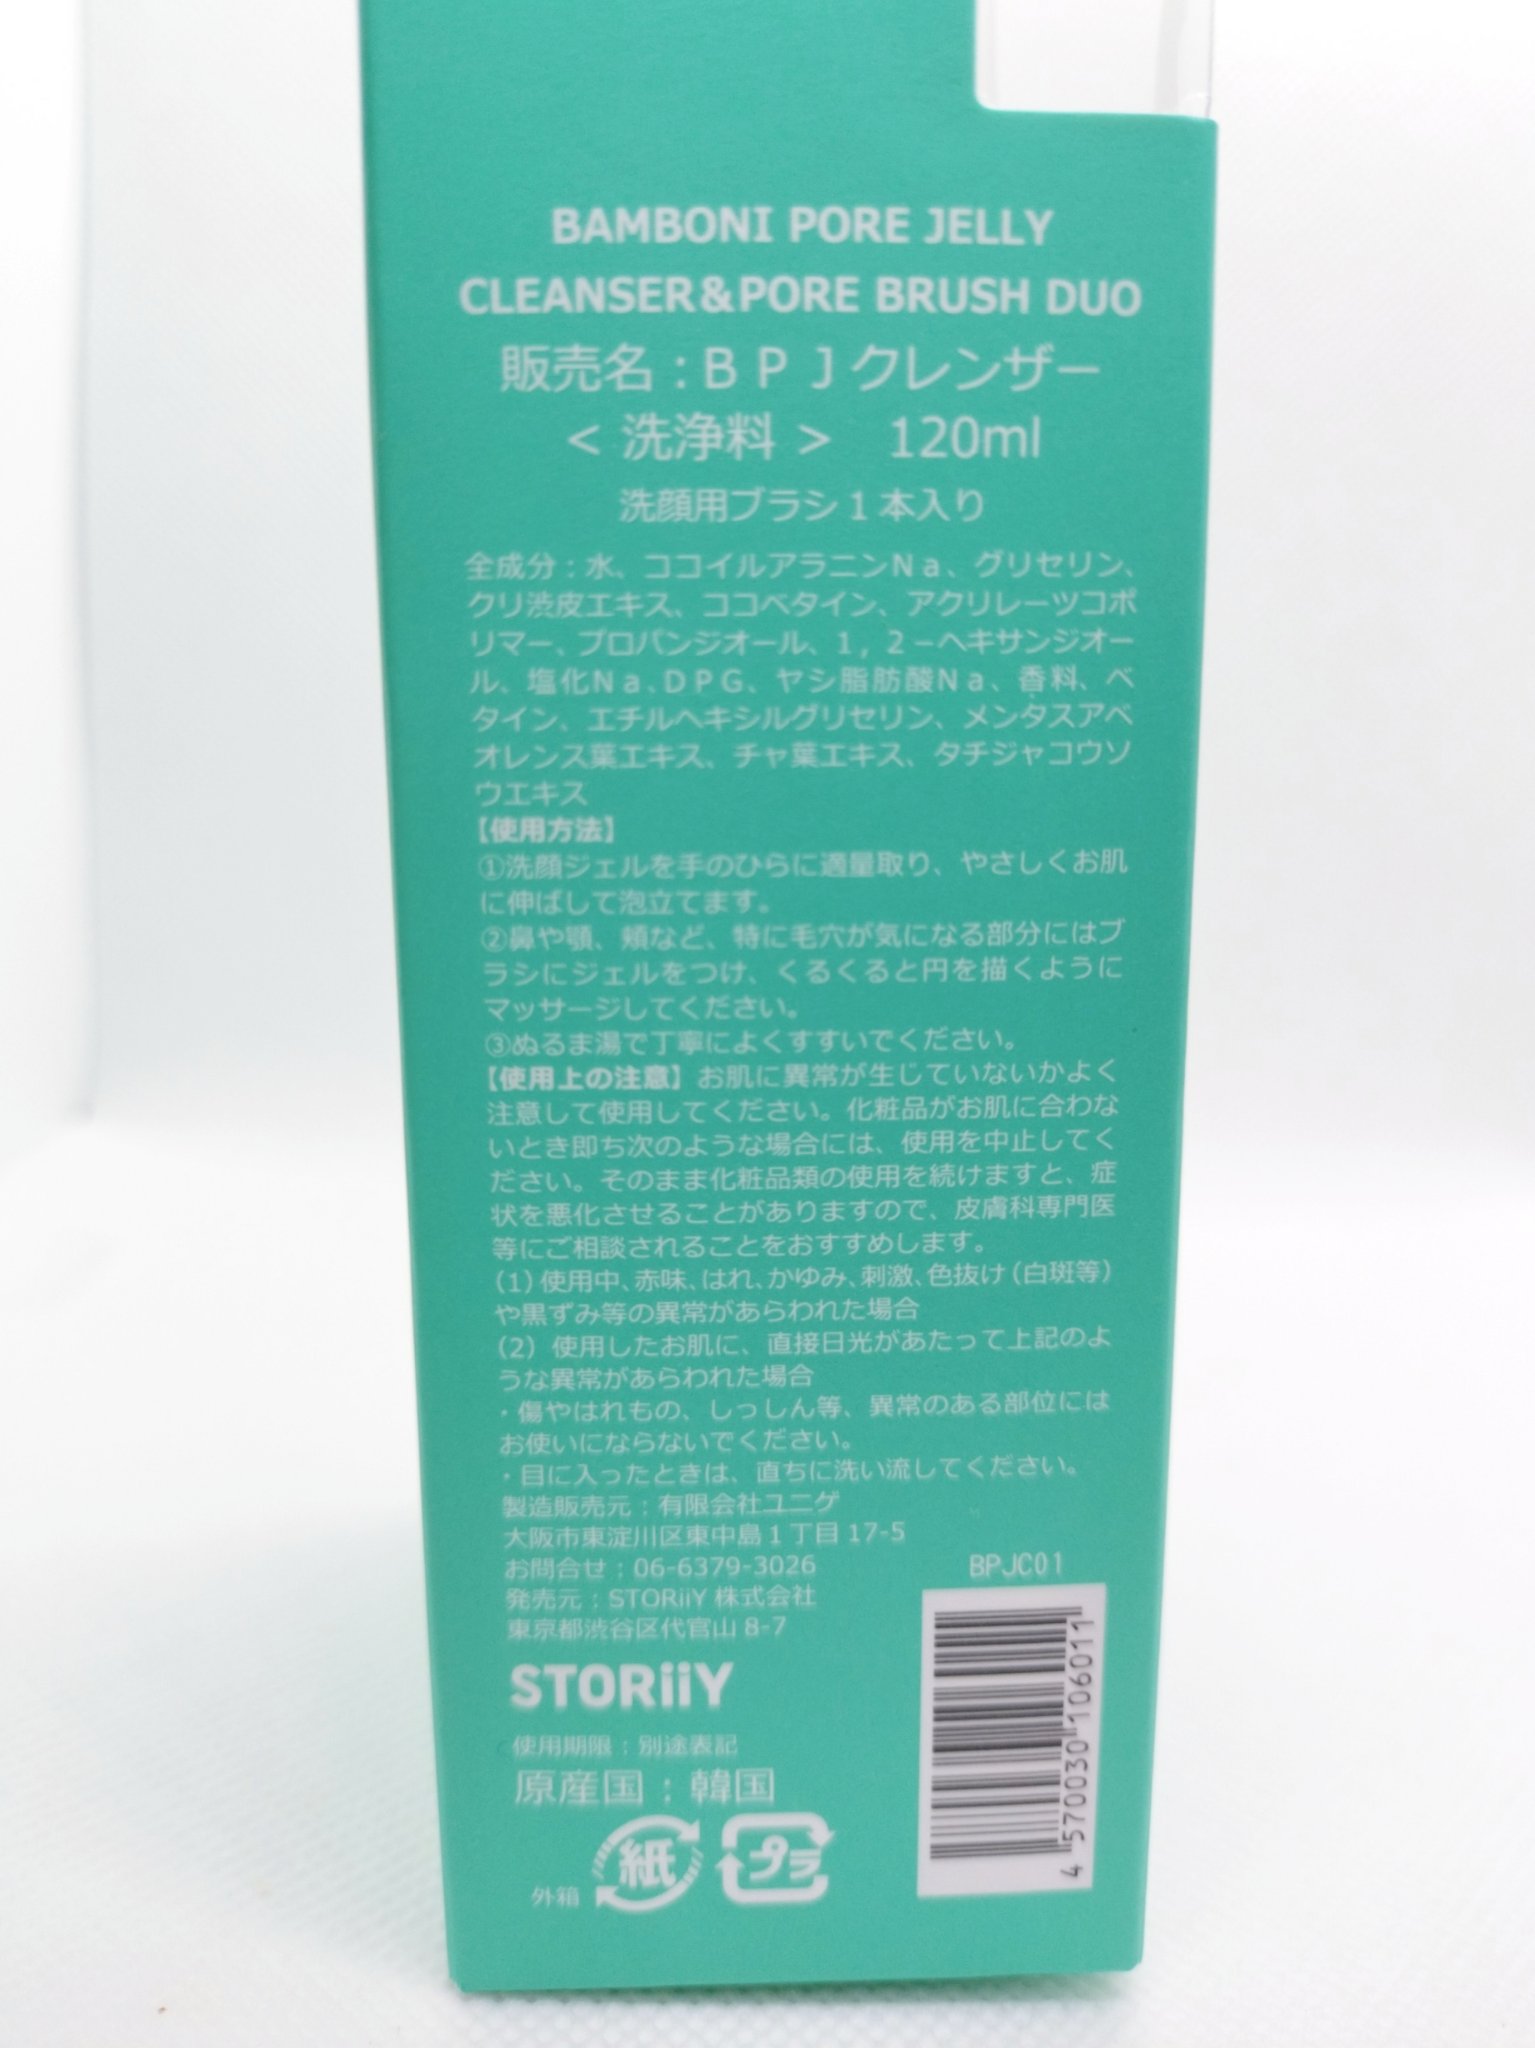 BAMBONI PORE JELLY
CLEANSER&PORE BRUSH DUO
販売名：ＢＰＪクレンザー
＜洗浄料＞　120ml
洗顔用ブラシ１本入り
全成分：水、ココイルアラニンＮａ、グリセリン、
クリ渋皮エキス、ココベタイン、アクリレーツコポ
リマー、プロパンジオール、１，２－ヘキサンジオー
ル、塩化Ｎａ、ＤＰＧ、ヤシ脂肪酸Ｎａ、香料、ベ
タイン、エチルヘキシルグリセリン、メンタスアベ
オレンス葉エキス、チャ葉エキス、タチジャコウソ
ウエキス
【使用方法】
①洗顔ジェルを手のひらに適量取り、やさしくお肌
に伸ばして泡立てます。
②鼻や顎、頬など、特に毛穴が気になる部分にはブ
ラシにジェルをつけ、くるくると円を描くように
マッサージしてください。
③ぬるま湯で丁寧によくすすいでください。
【使用上の注意】お肌に異常が生じていないかよく
注意して使用してください。化粧品がお肌に合わな
いとき即ち次のような場合には、使用を中止してく
ださい。そのまま化粧品類の使用を続けますと、症
状を悪化させることがありますので、皮膚科専門医
等にご相談されることをおすすめします。
（1）使用中、赤味、はれ、かゆみ、刺激、色抜け（白斑等）
や黒ずみ等の異常があらわれた場合
（2）使用したお肌に、直接日光があたって上記のよ
うな異常があらわれた場合
・傷やはれもの、しっしん等、異常のある部位には
お使いにならないでください。
・目に入ったときは、直ちに洗い流してください。
製造販売元：有限会社ユニゲ
大阪市東淀川区東中島１丁目 17-5
お問合せ：06-6379-3026
発売元：STORiiY 株式会社
東京都渋谷区代官山 8-7
STORiiY
使用期限：別途表記
原産国：韓国
外箱 紙 プラ
BPJC01
4 570030 106011